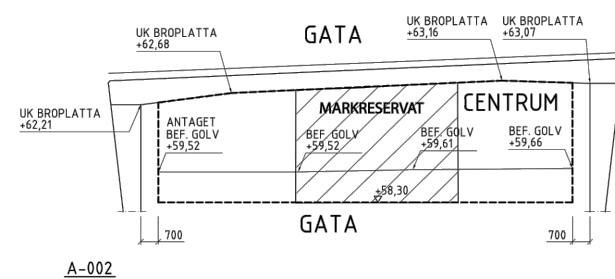 GATA
UK BROPLATTA
+62,68
UK BROPLATTA
+63,16
UK BROPLATTA
+63,07
UK BROPLATTA
+62,21
MARKRESERVAT
CENTRUM
ANTAGET
BEF. GOLV
+59,52
BEF. GOLV
+59,52
BEF. GOLV
+59,61
BEF. GOLV
+59,66
+58,30
GATA
700
700
A-002